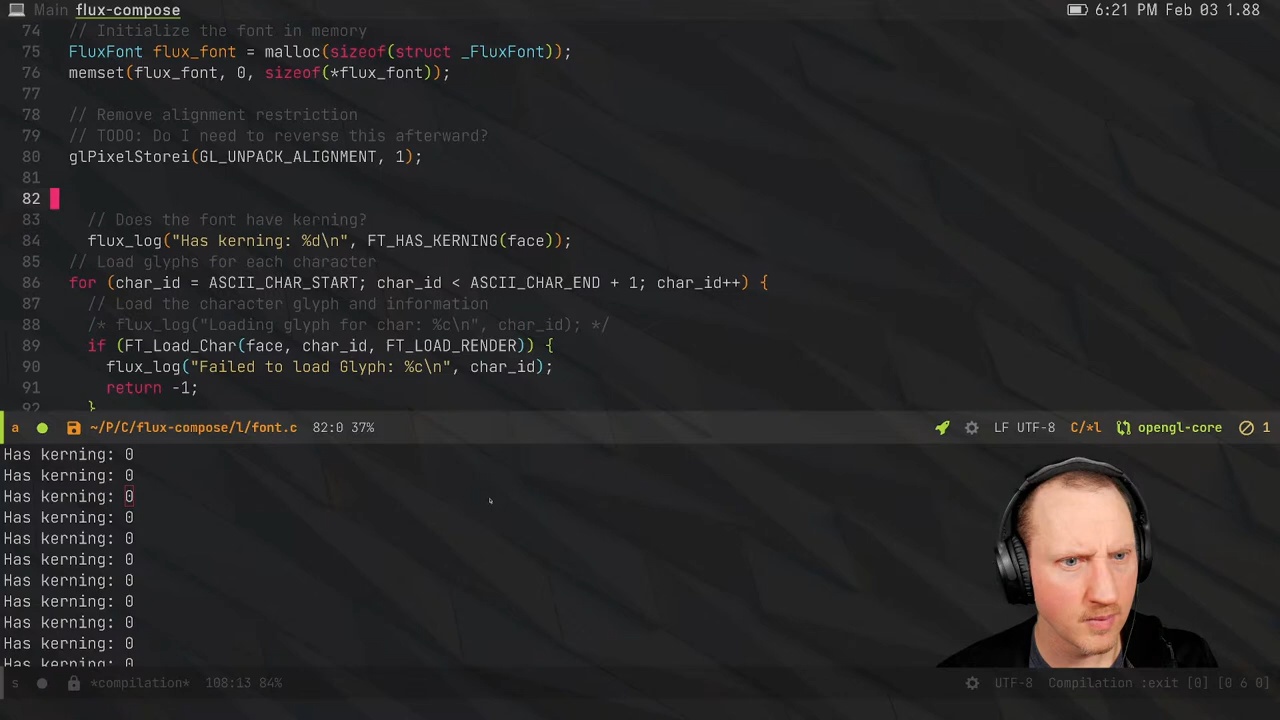 Main flux-compose 6:21 PM Feb 03 1.88
74 // Initialize the font in memory
75 FluxFont flux_font = malloc(sizeof(struct _FluxFont));
76 memset(flux_font, 0, sizeof(*flux_font));
77
78 // Remove alignment restriction
79 // TODO: Do I need to reverse this afterward?
80 glPixelStorei(GL_UNPACK_ALIGNMENT, 1);
81
82
83 // Does the font have kerning?
84 flux_log("Has kerning: %d\n", FT_HAS_KERNING(face));
85 // Load glyphs for each character
86 for (char_id = ASCII_CHAR_START; char_id < ASCII_CHAR_END + 1; char_id++) {
87 // Load the character glyph and information
88 /* flux_log("Loading glyph for char: %c\n", char_id); */
89 if (FT_Load_Char(face, char_id, FT_LOAD_RENDER)) {
90 flux_log("Failed to load Glyph: %c\n", char_id);
91 return -1;
92 }
a ~/P/C/flux-compose/l/font.c 82:0 37% LF UTF-8 C/*l opengl-core 1
Has kerning: 0
Has kerning: 0
Has kerning: 0
Has kerning: 0
Has kerning: 0
Has kerning: 0
Has kerning: 0
Has kerning: 0
Has kerning: 0
Has kerning: 0
Has kerning: 0
s *compilation* 108:13 84% UTF-8 Compilation :exit [0] [0 6 0]